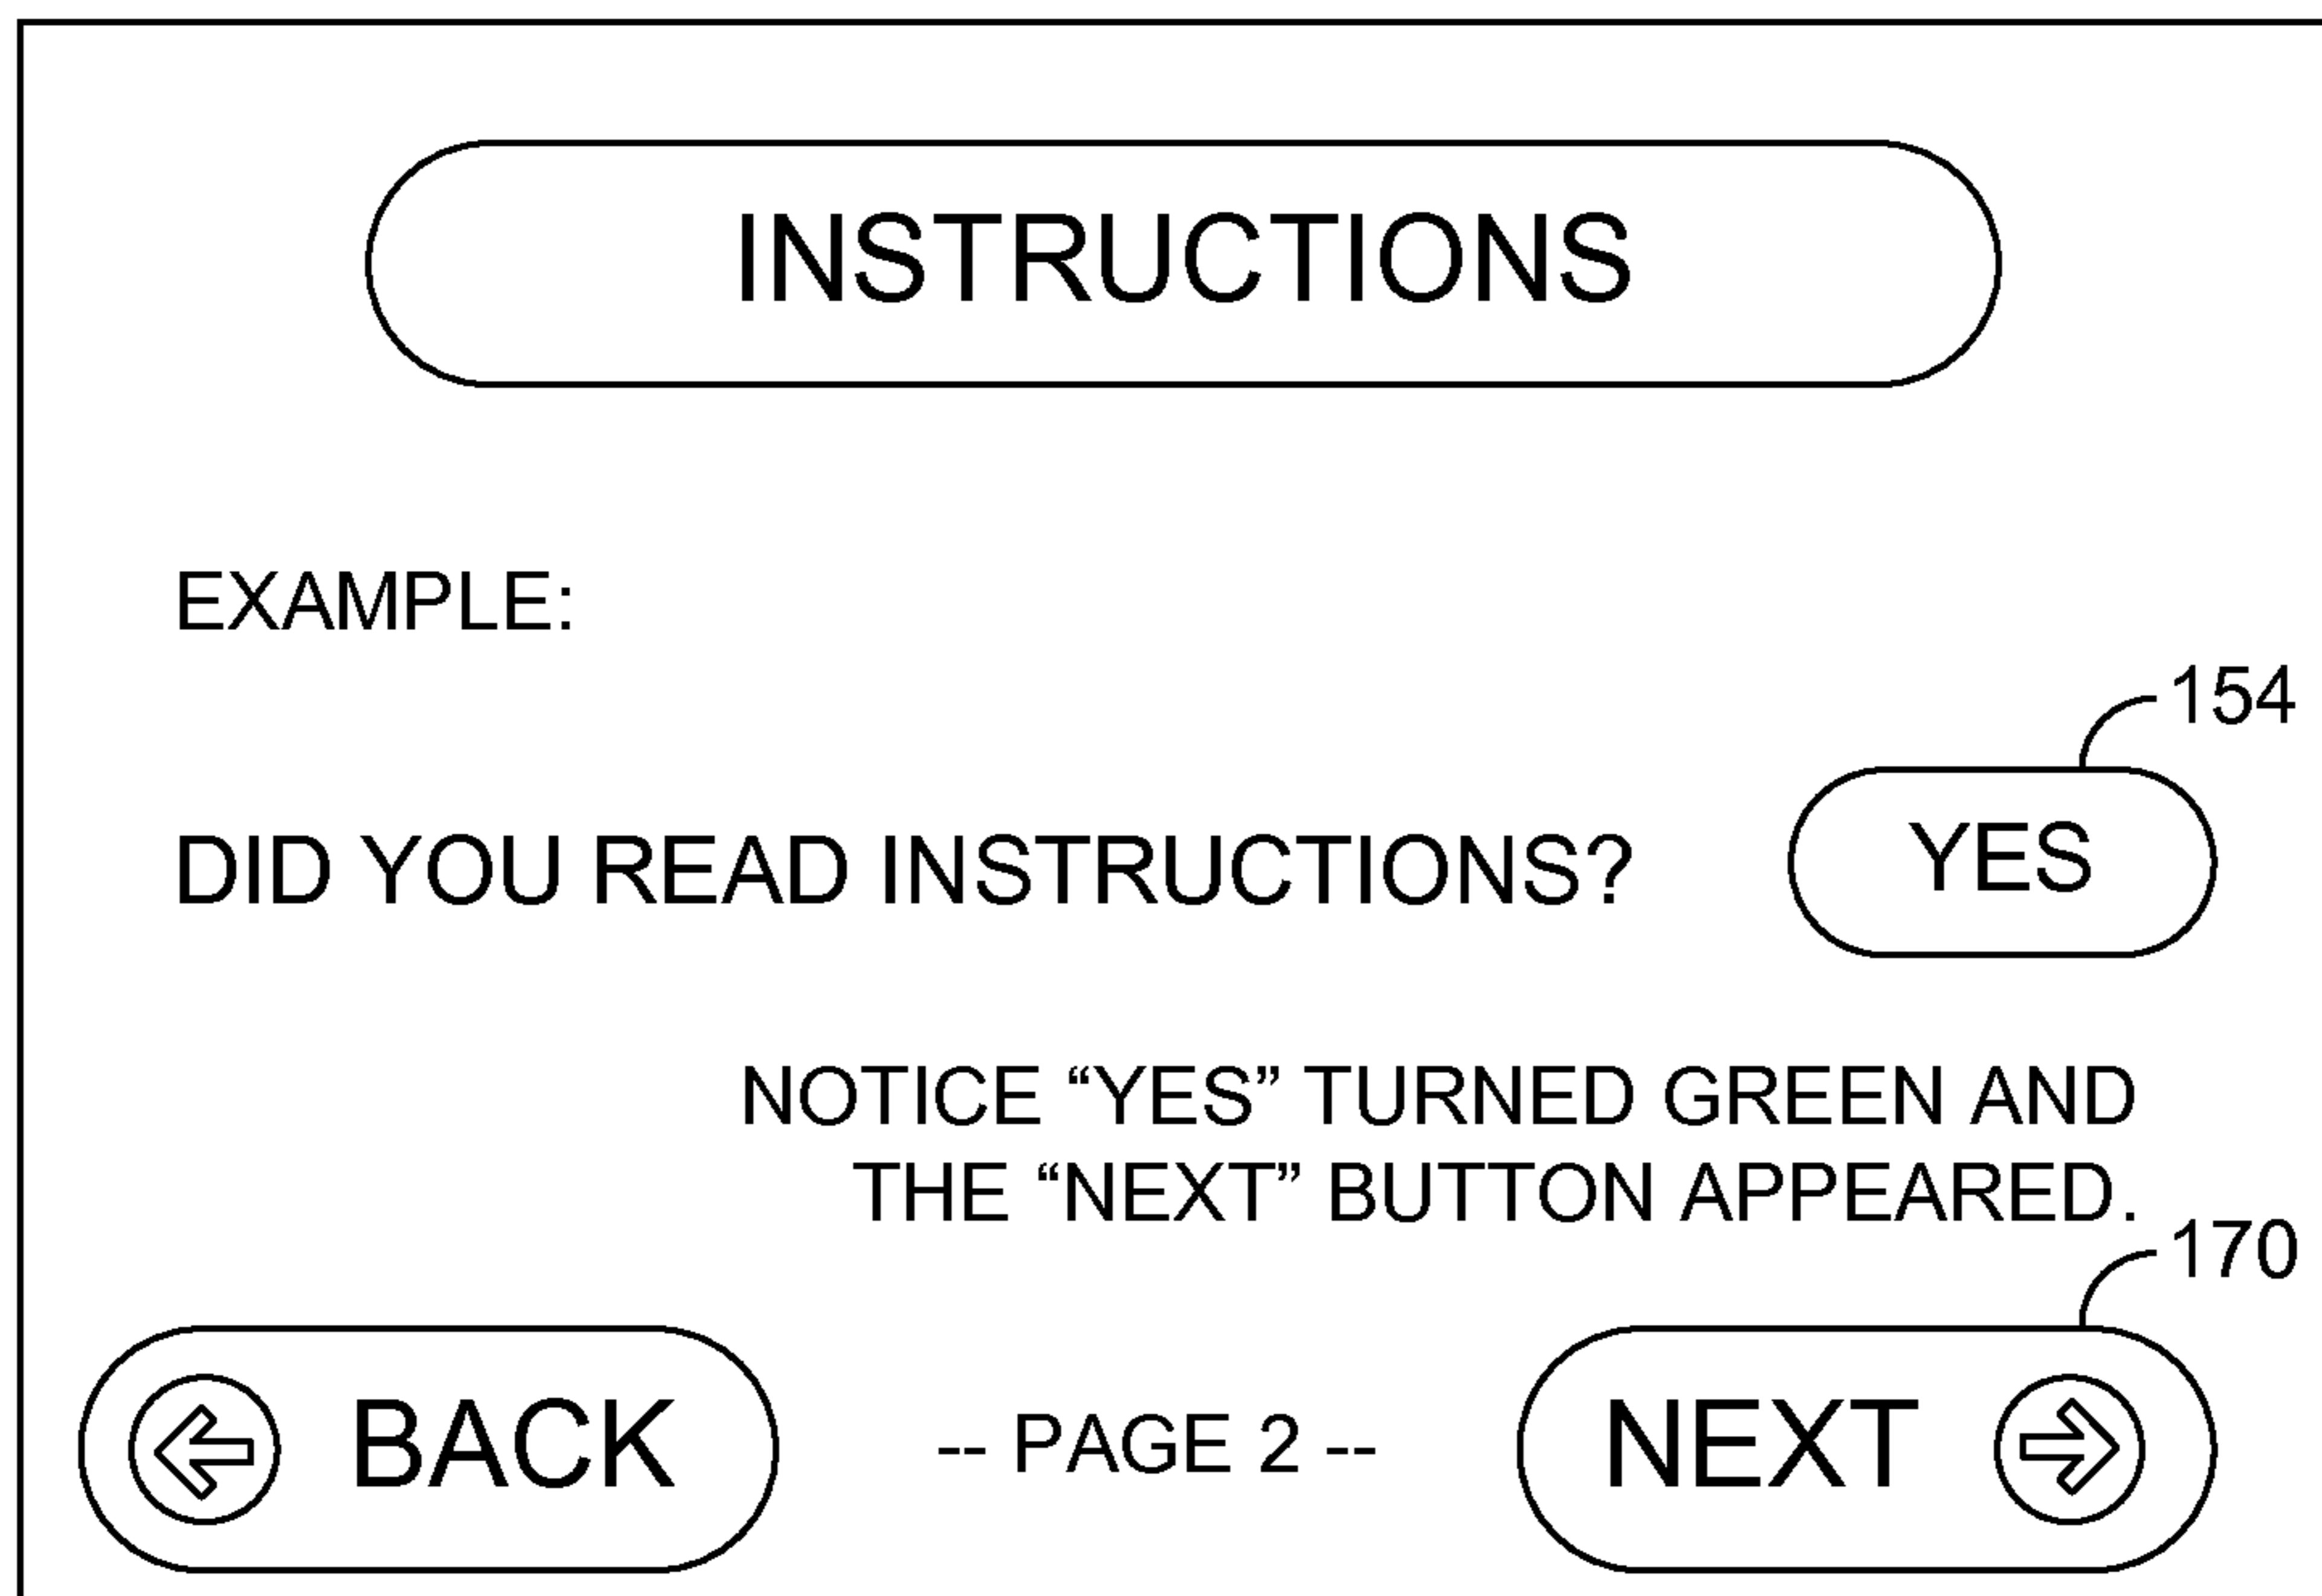 INSTRUCTIONS
EXAMPLE:
154
DID YOU READ INSTRUCTIONS? YES
NOTICE “YES” TURNED GREEN AND
THE “NEXT” BUTTON APPEARED.
170
BACK -- PAGE 2 -- NEXT